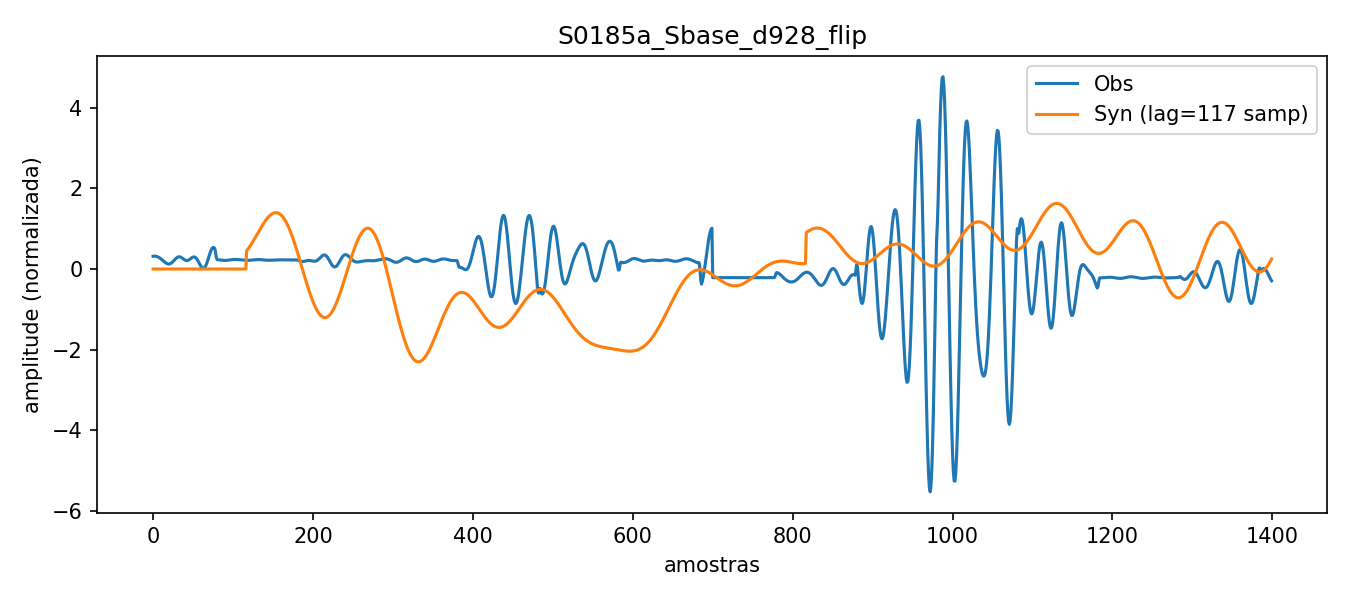 S0185a_Sbase_d928_flip
Obs
Syn (lag=117 samp)
amplitude (normalizada)
4
2
0
−2
−4
−6
0 200 400 600 800 1000 1200 1400
amostras